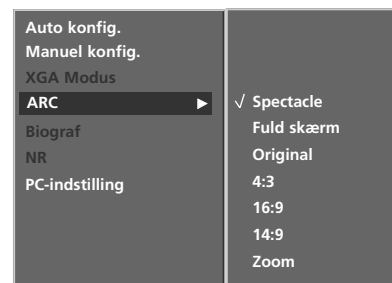 Auto konfig.
Manuel konfig.
XGA Modus
ARC
Biograf
NR
PC-indstilling
√ Spectacle
Fuld skærm
Original
4:3
16:9
14:9
Zoom